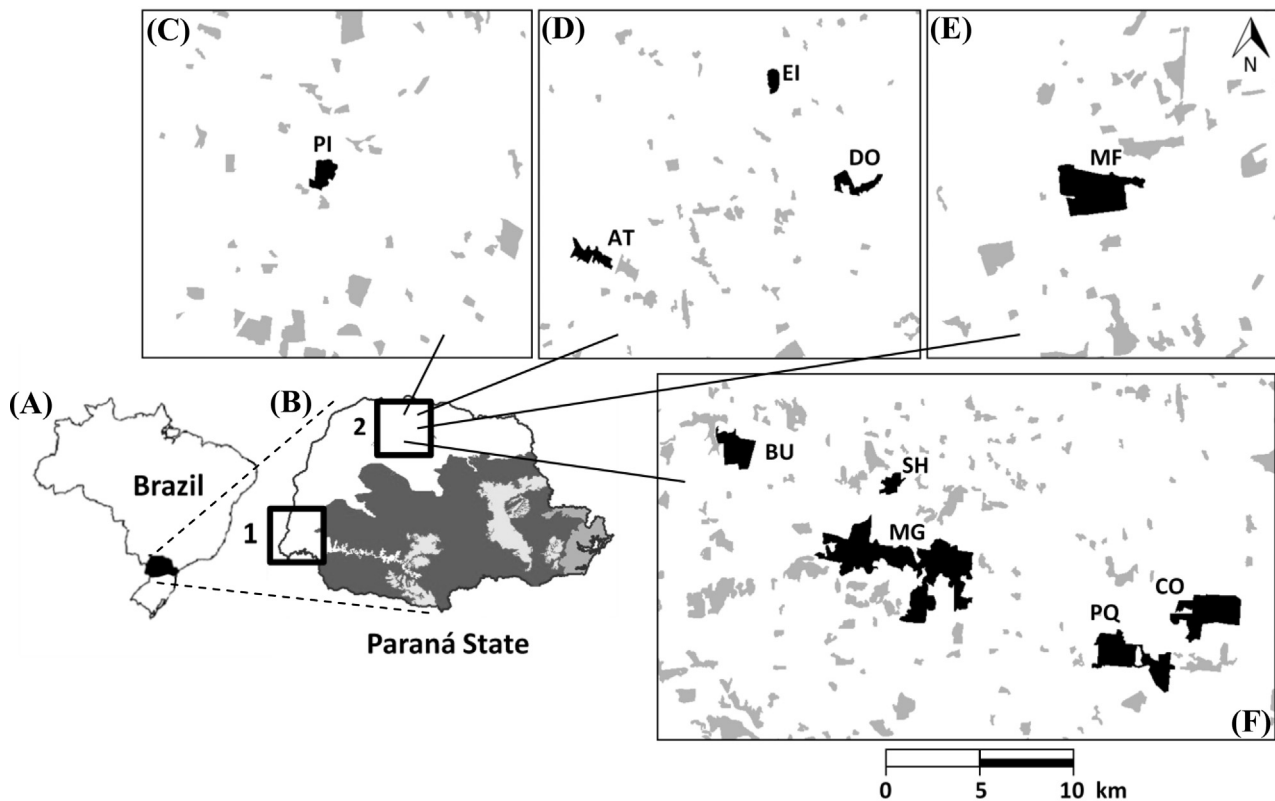 (C)
PI
(D)
EI
DO
AT
(E)
N
MF
(A)
Brazil
(B)
2
1
Paraná State
BU
SH
MG
CO
PQ
(F)
0 5 10 km